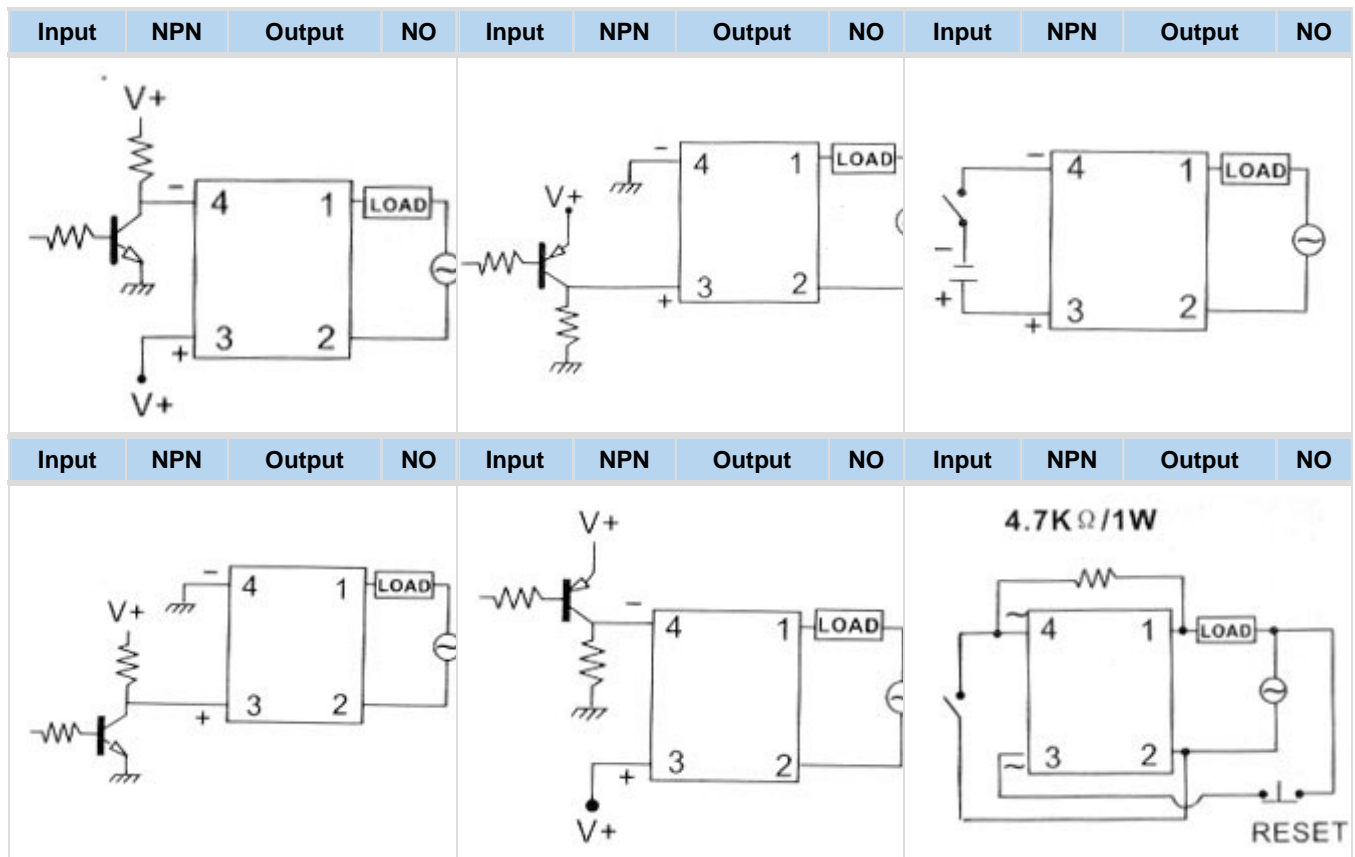 Input NPN Output NO Input NPN Output NO Input NPN Output NO
V+
−
4 1 LOAD
~
3 2
+
V+
−
4 1 LOAD
V+
3 2
+
−
4 1 LOAD
−
~
+
3 2
+
Input NPN Output NO Input NPN Output NO Input NPN Output NO
−
4 1 LOAD
V+
~
3 2
+
V+
−
4 1 LOAD
~
3 2
+
V+
4.7K Ω/1W
~
4 1 LOAD
~
3 2
~
RESET